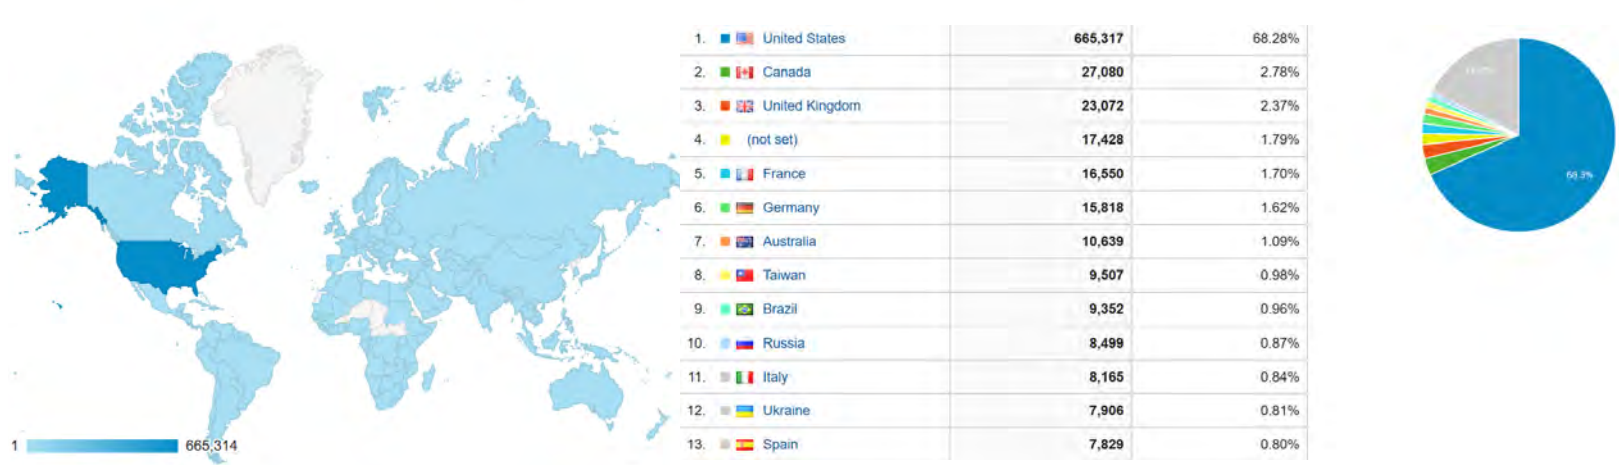 1 665,314
1. United States 665,317 68.28%
2. Canada 27,080 2.78%
3. United Kingdom 23,072 2.37%
4. (not set) 17,428 1.79%
5. France 16,550 1.70%
6. Germany 15,818 1.62%
7. Australia 10,639 1.09%
8. Taiwan 9,507 0.98%
9. Brazil 9,352 0.96%
10. Russia 8,499 0.87%
11. Italy 8,165 0.84%
12. Ukraine 7,906 0.81%
13. Spain 7,829 0.80%
68.3%